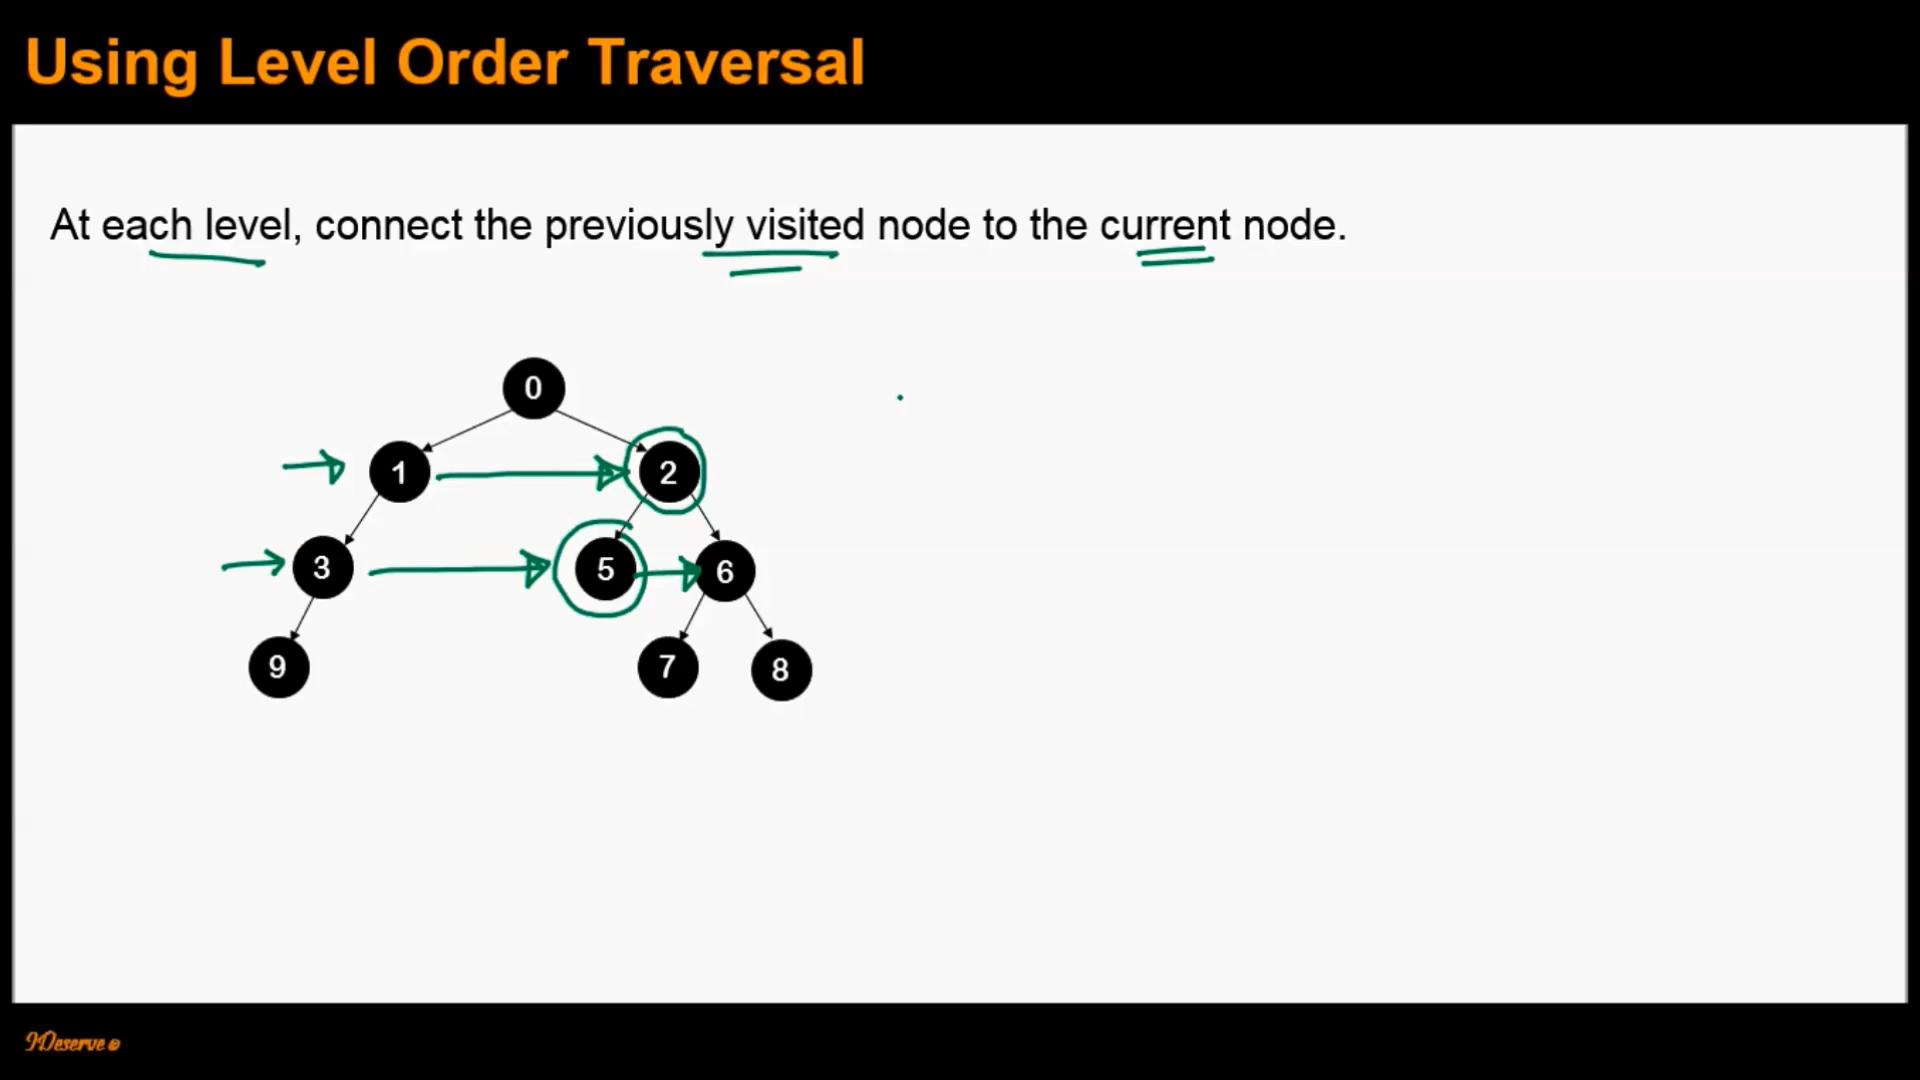 Using Level Order Traversal
At each level, connect the previously visited node to the current node.
0
1 2
3 5 6
9 7 8
IDeserve